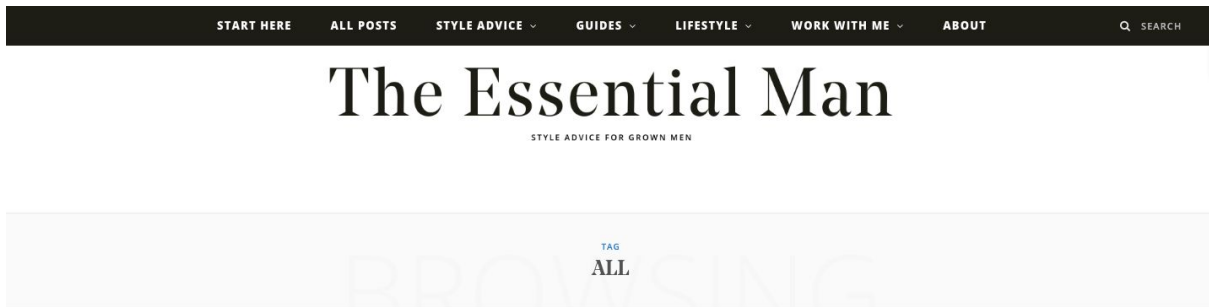 START HERE ALL POSTS STYLE ADVICE GUIDES LIFESTYLE WORK WITH ME ABOUT SEARCH
The Essential Man
STYLE ADVICE FOR GROWN MEN
TAG
ALL
BROWSING